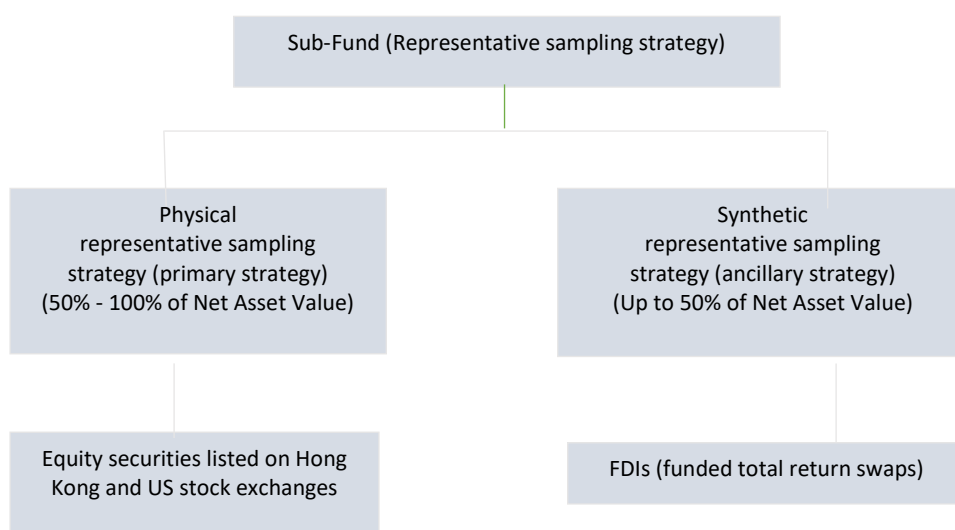 Sub-Fund (Representative sampling strategy)
Physical
representative sampling
strategy (primary strategy)
(50% - 100% of Net Asset Value)
Synthetic
representative sampling
strategy (ancillary strategy)
(Up to 50% of Net Asset Value)
Equity securities listed on Hong
Kong and US stock exchanges
FDIs (funded total return swaps)